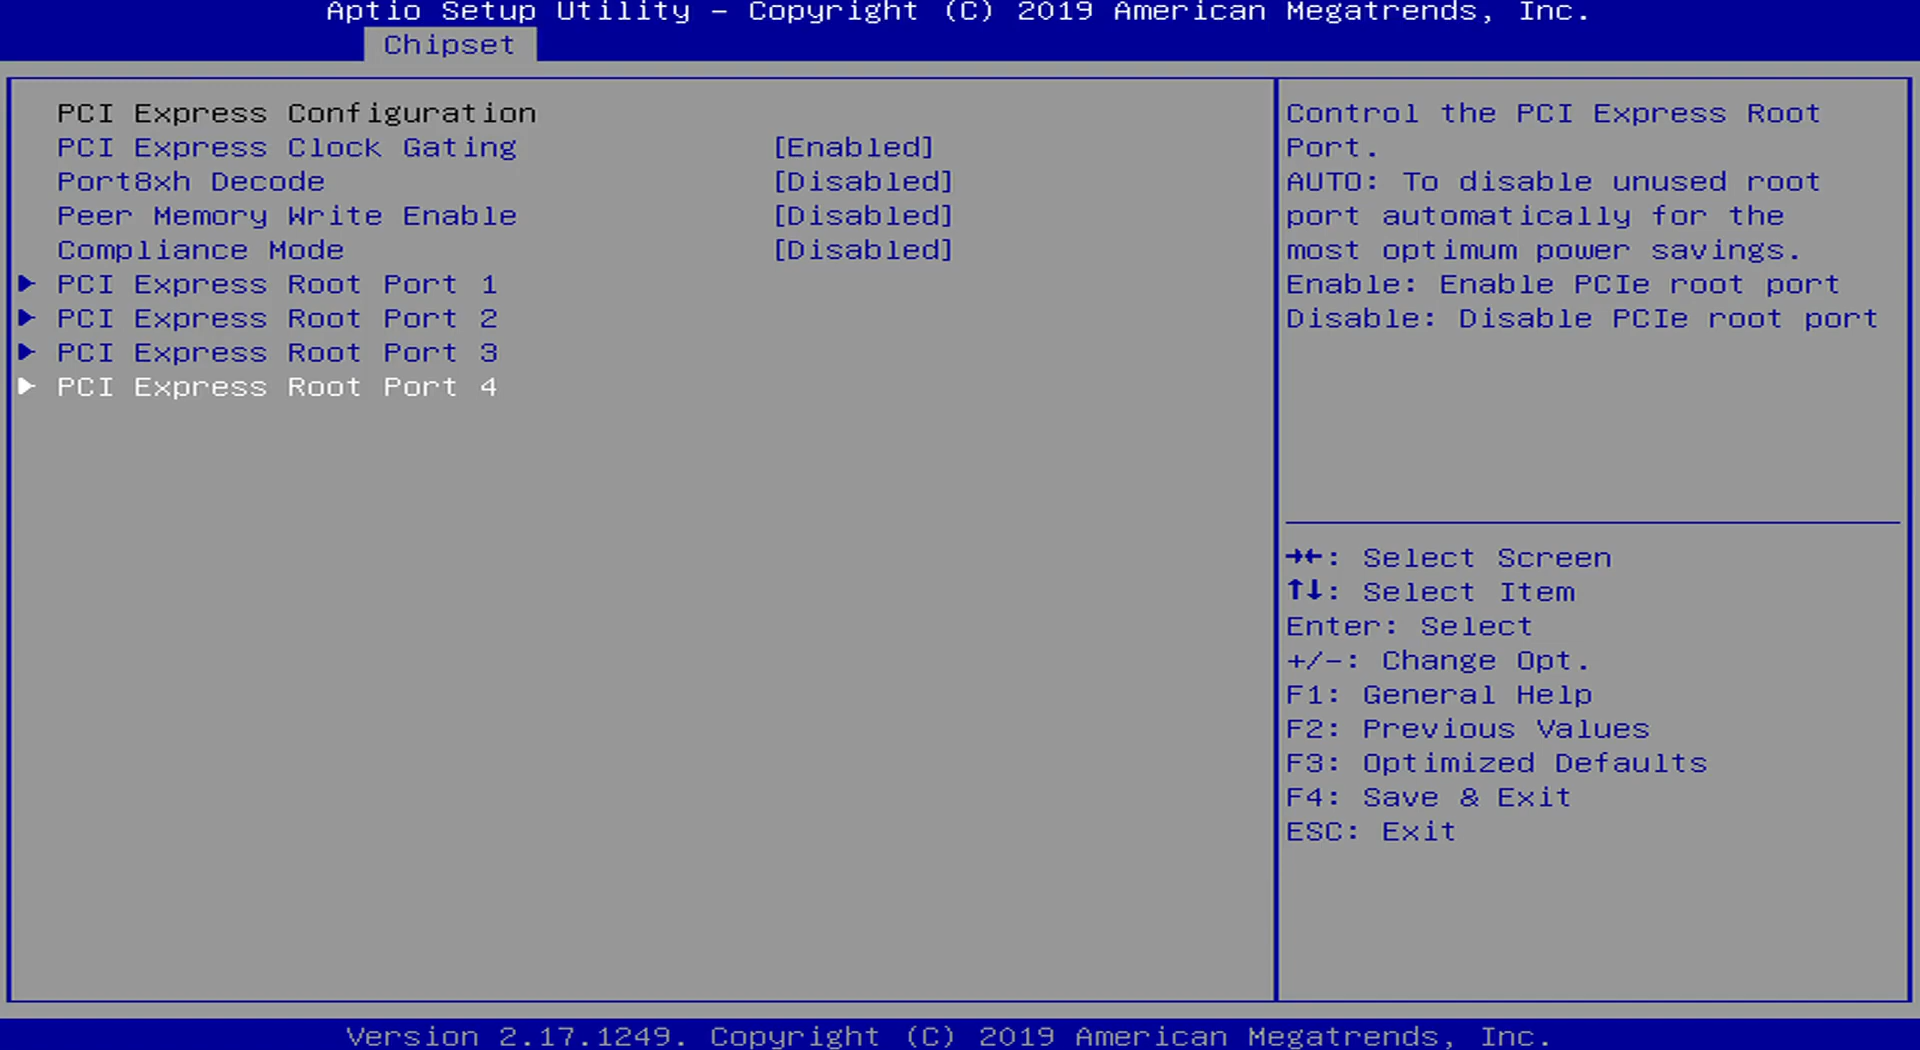 Aptio Setup Utility – Copyright (C) 2019 American Megatrends, Inc.
Chipset
PCI Express Configuration
PCI Express Clock Gating [Enabled]
Port8xh Decode [Disabled]
Peer Memory Write Enable [Disabled]
Compliance Mode [Disabled]
▶ PCI Express Root Port 1
▶ PCI Express Root Port 2
▶ PCI Express Root Port 3
▶ PCI Express Root Port 4
Control the PCI Express Root
Port.
AUTO: To disable unused root
port automatically for the
most optimum power savings.
Enable: Enable PCIe root port
Disable: Disable PCIe root port
→←: Select Screen
↑↓: Select Item
Enter: Select
+/-: Change Opt.
F1: General Help
F2: Previous Values
F3: Optimized Defaults
F4: Save & Exit
ESC: Exit
Version 2.17.1249. Copyright (C) 2019 American Megatrends, Inc.